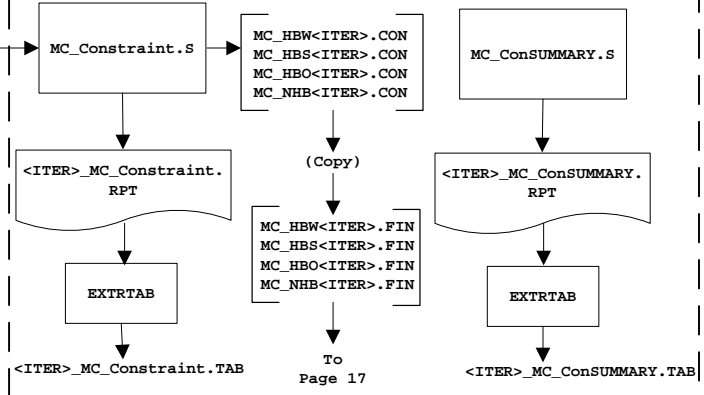 MC_Constraint.S
MC_HBW<ITER>.CON
MC_HBS<ITER>.CON
MC_HBO<ITER>.CON
MC_NHB<ITER>.CON
MC_ConSUMMARY.S
<ITER>_MC_Constraint.
RPT
(Copy)
<ITER>_MC_ConSUMMARY.
RPT
MC_HBW<ITER>.FIN
MC_HBS<ITER>.FIN
MC_HBO<ITER>.FIN
MC_NHB<ITER>.FIN
EXTRTAB
EXTRTAB
<ITER>_MC_Constraint.TAB
To
Page 17
<ITER>_MC_ConSUMMARY.TAB